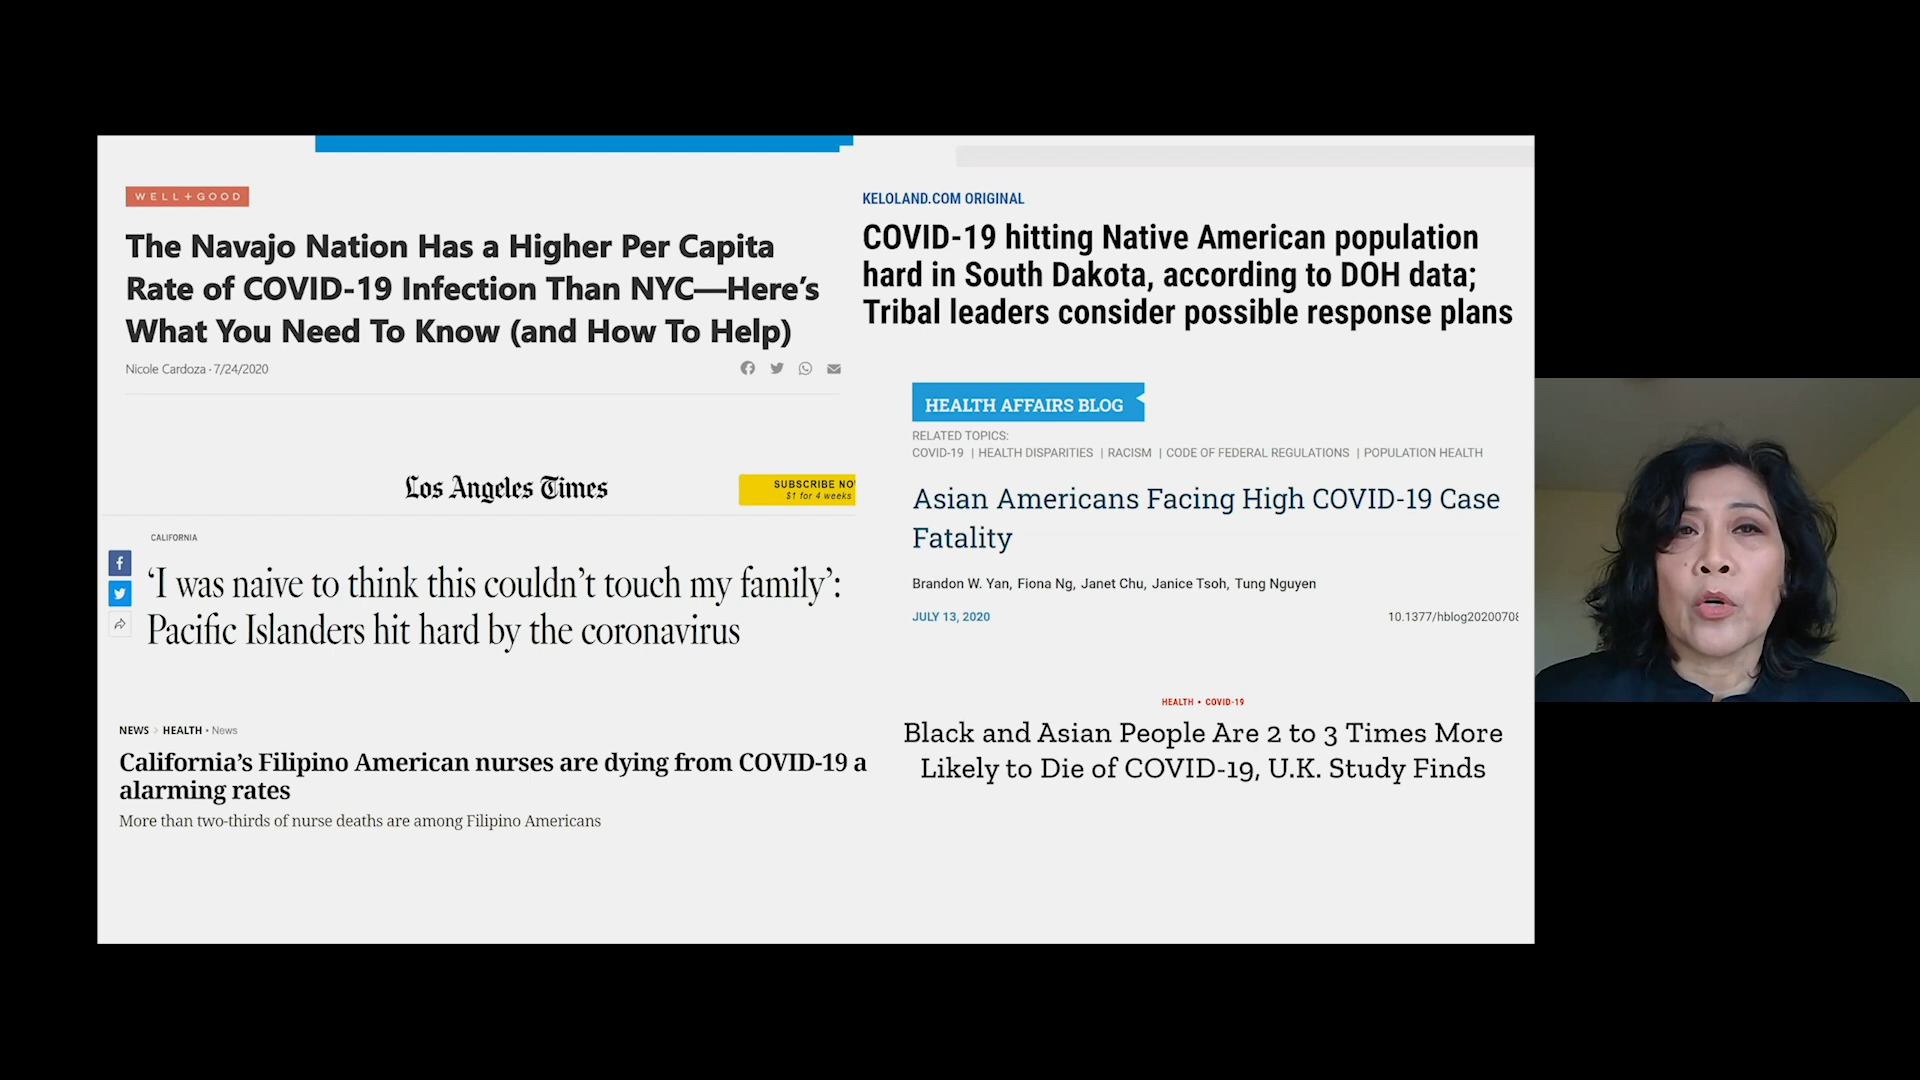 WELL+GOOD
The Navajo Nation Has a Higher Per Capita
Rate of COVID-19 Infection Than NYC—Here's
What You Need To Know (and How To Help)
Nicole Cardoza · 7/24/2020
KELOLAND.COM ORIGINAL
COVID-19 hitting Native American population
hard in South Dakota, according to DOH data;
Tribal leaders consider possible response plans
HEALTH AFFAIRS BLOG
RELATED TOPICS:
COVID-19 | HEALTH DISPARITIES | RACISM | CODE OF FEDERAL REGULATIONS | POPULATION HEALTH
Asian Americans Facing High COVID-19 Case
Fatality
Brandon W. Yan, Fiona Ng, Janet Chu, Janice Tsoh, Tung Nguyen
JULY 13, 2020
10.1377/hblog2020070
Los Angeles Times
SUBSCRIBE NO
$1 for 4 weeks
CALIFORNIA
‘I was naive to think this couldn’t touch my family’:
Pacific Islanders hit hard by the coronavirus
NEWS > HEALTH • News
California’s Filipino American nurses are dying from COVID-19 a
alarming rates
More than two-thirds of nurse deaths are among Filipino Americans
HEALTH • COVID-19
Black and Asian People Are 2 to 3 Times More
Likely to Die of COVID-19, U.K. Study Finds